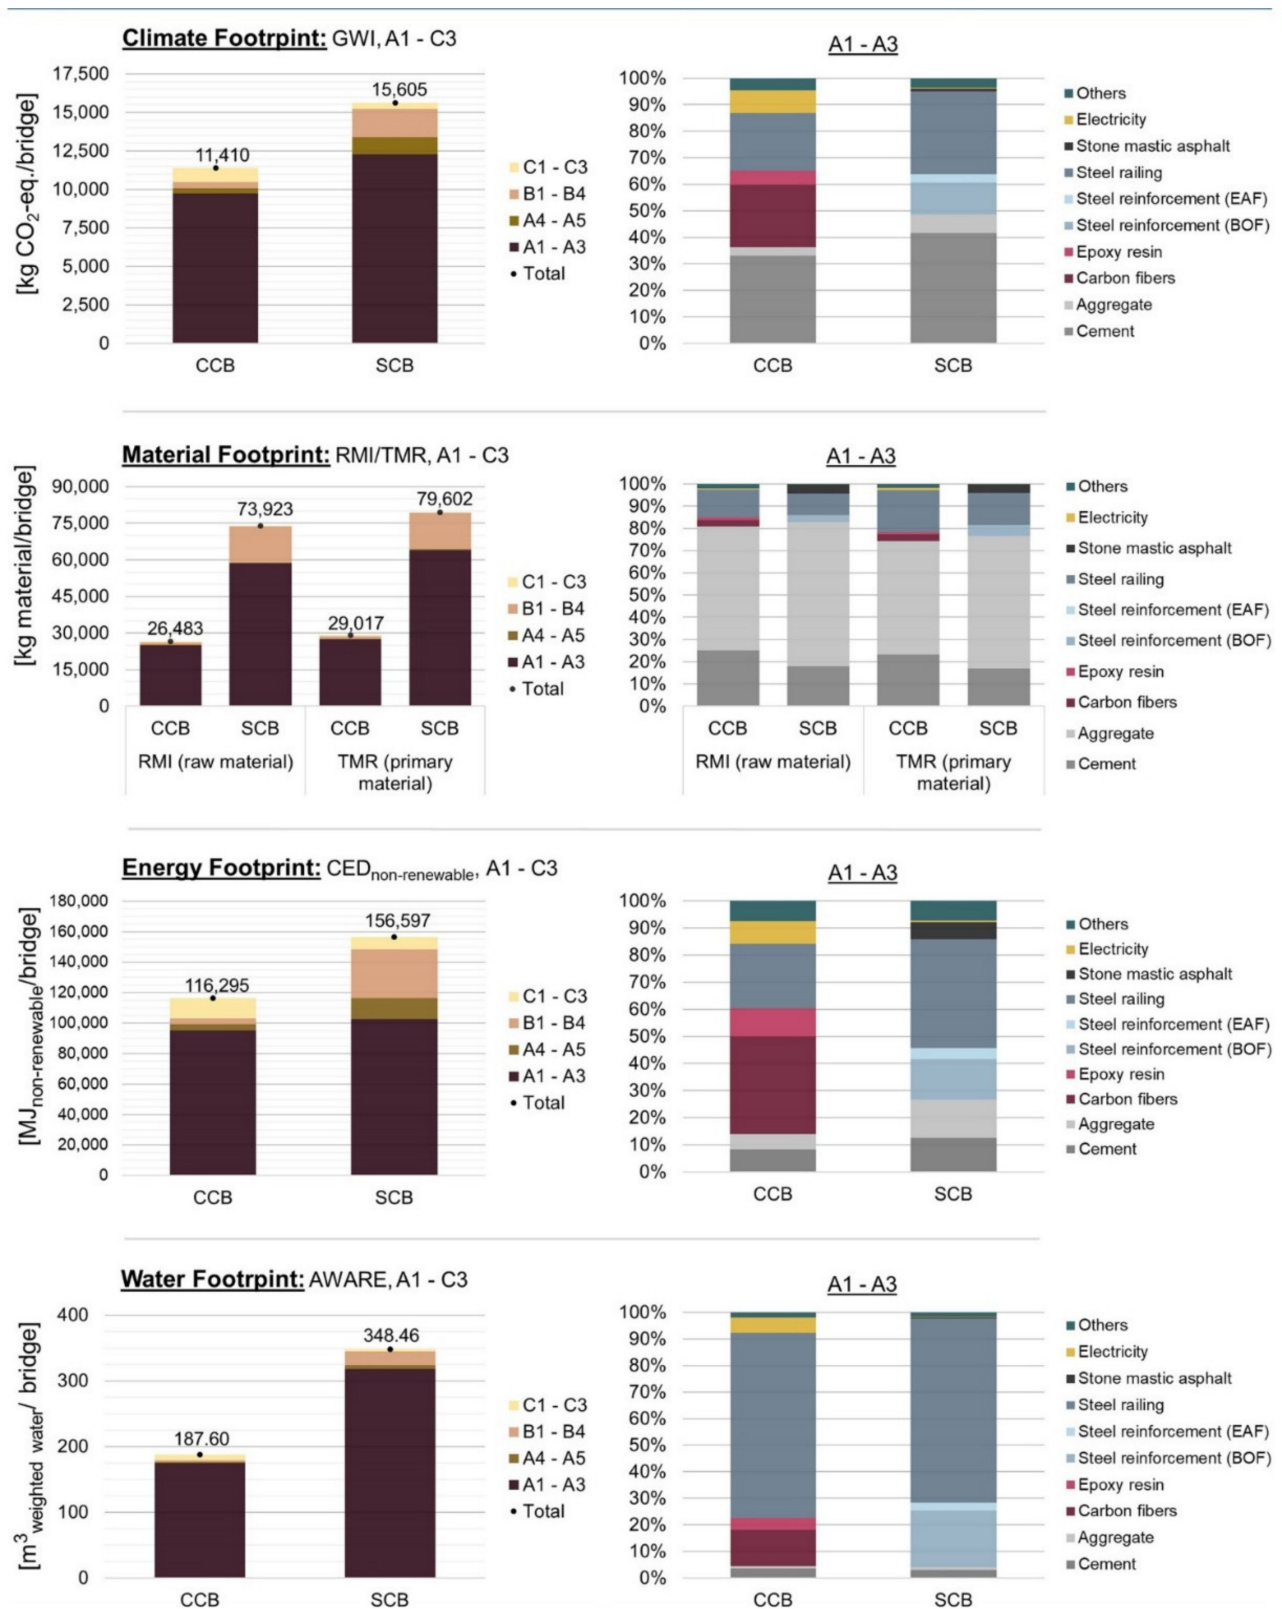 Climate Footrpint: GWI, A1 - C3
[kg CO2-eq./bridge]
17,500
15,000
12,500
10,000
7,500
5,000
2,500
0
11,410
15,605
CCB
SCB
C1 - C3
B1 - B4
A4 - A5
A1 - A3
Total
A1 - A3
100%
90%
80%
70%
60%
50%
40%
30%
20%
10%
0%
CCB
SCB
Others
Electricity
Stone mastic asphalt
Steel railing
Steel reinforcement (EAF)
Steel reinforcement (BOF)
Epoxy resin
Carbon fibers
Aggregate
Cement
Material Footprint: RMI/TMR, A1 - C3
[kg material/bridge]
90,000
75,000
60,000
45,000
30,000
15,000
0
26,483
73,923
29,017
79,602
CCB
SCB
CCB
SCB
RMI (raw material)
TMR (primary
material)
C1 - C3
B1 - B4
A4 - A5
A1 - A3
Total
A1 - A3
100%
90%
80%
70%
60%
50%
40%
30%
20%
10%
0%
CCB
SCB
CCB
SCB
RMI (raw material)
TMR (primary
material)
Others
Electricity
Stone mastic asphalt
Steel railing
Steel reinforcement (EAF)
Steel reinforcement (BOF)
Epoxy resin
Carbon fibers
Aggregate
Cement
Energy Footprint: CEDnon-renewable, A1 - C3
[MJnon-renewable/bridge]
180,000
160,000
140,000
120,000
100,000
80,000
60,000
40,000
20,000
0
116,295
156,597
CCB
SCB
C1 - C3
B1 - B4
A4 - A5
A1 - A3
Total
A1 - A3
100%
90%
80%
70%
60%
50%
40%
30%
20%
10%
0%
CCB
SCB
Others
Electricity
Stone mastic asphalt
Steel railing
Steel reinforcement (EAF)
Steel reinforcement (BOF)
Epoxy resin
Carbon fibers
Aggregate
Cement
Water Footrpint: AWARE, A1 - C3
[m3 weighted water/ bridge]
400
300
200
100
0
187.60
348.46
CCB
SCB
C1 - C3
B1 - B4
A4 - A5
A1 - A3
Total
A1 - A3
100%
90%
80%
70%
60%
50%
40%
30%
20%
10%
0%
CCB
SCB
Others
Electricity
Stone mastic asphalt
Steel railing
Steel reinforcement (EAF)
Steel reinforcement (BOF)
Epoxy resin
Carbon fibers
Aggregate
Cement